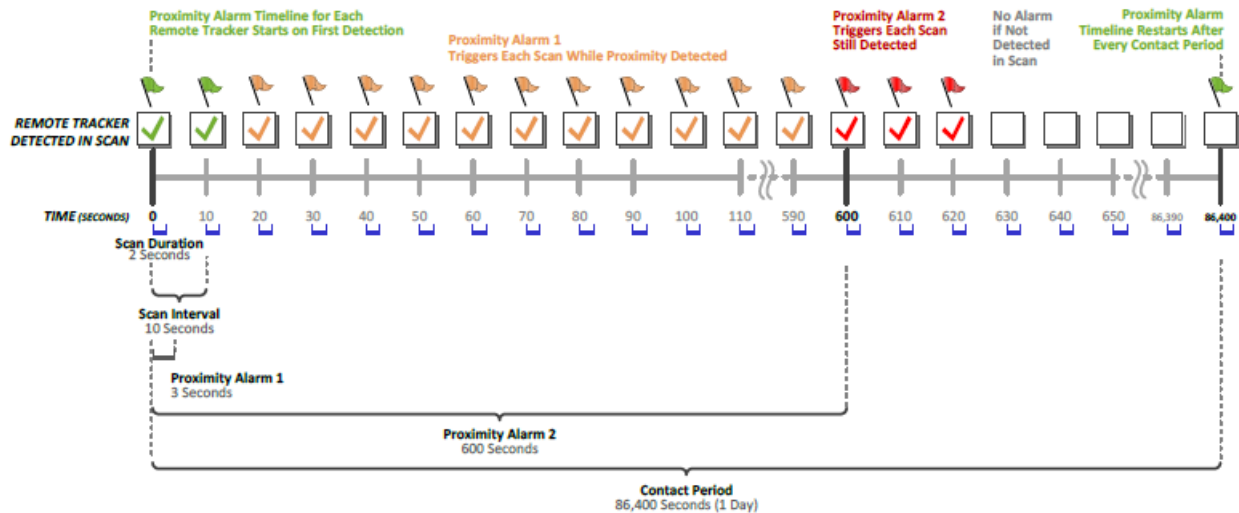 Proximity Alarm Timeline for Each
Remote Tracker Starts on First Detection
Proximity Alarm 1
Triggers Each Scan While Proximity Detected
Proximity Alarm 2
Triggers Each Scan
Still Detected
No Alarm
if Not
Detected
in Scan
Proximity Alarm
Timeline Restarts After
Every Contact Period
REMOTE TRACKER
DETECTED IN SCAN
TIME (SECONDS) 0 10 20 30 40 50 60 70 80 90 100 110 590 600 610 620 630 640 650 86,390 86,400
Scan Duration
2 Seconds
Scan Interval
10 Seconds
Proximity Alarm 1
3 Seconds
Proximity Alarm 2
600 Seconds
Contact Period
86,400 Seconds (1 Day)